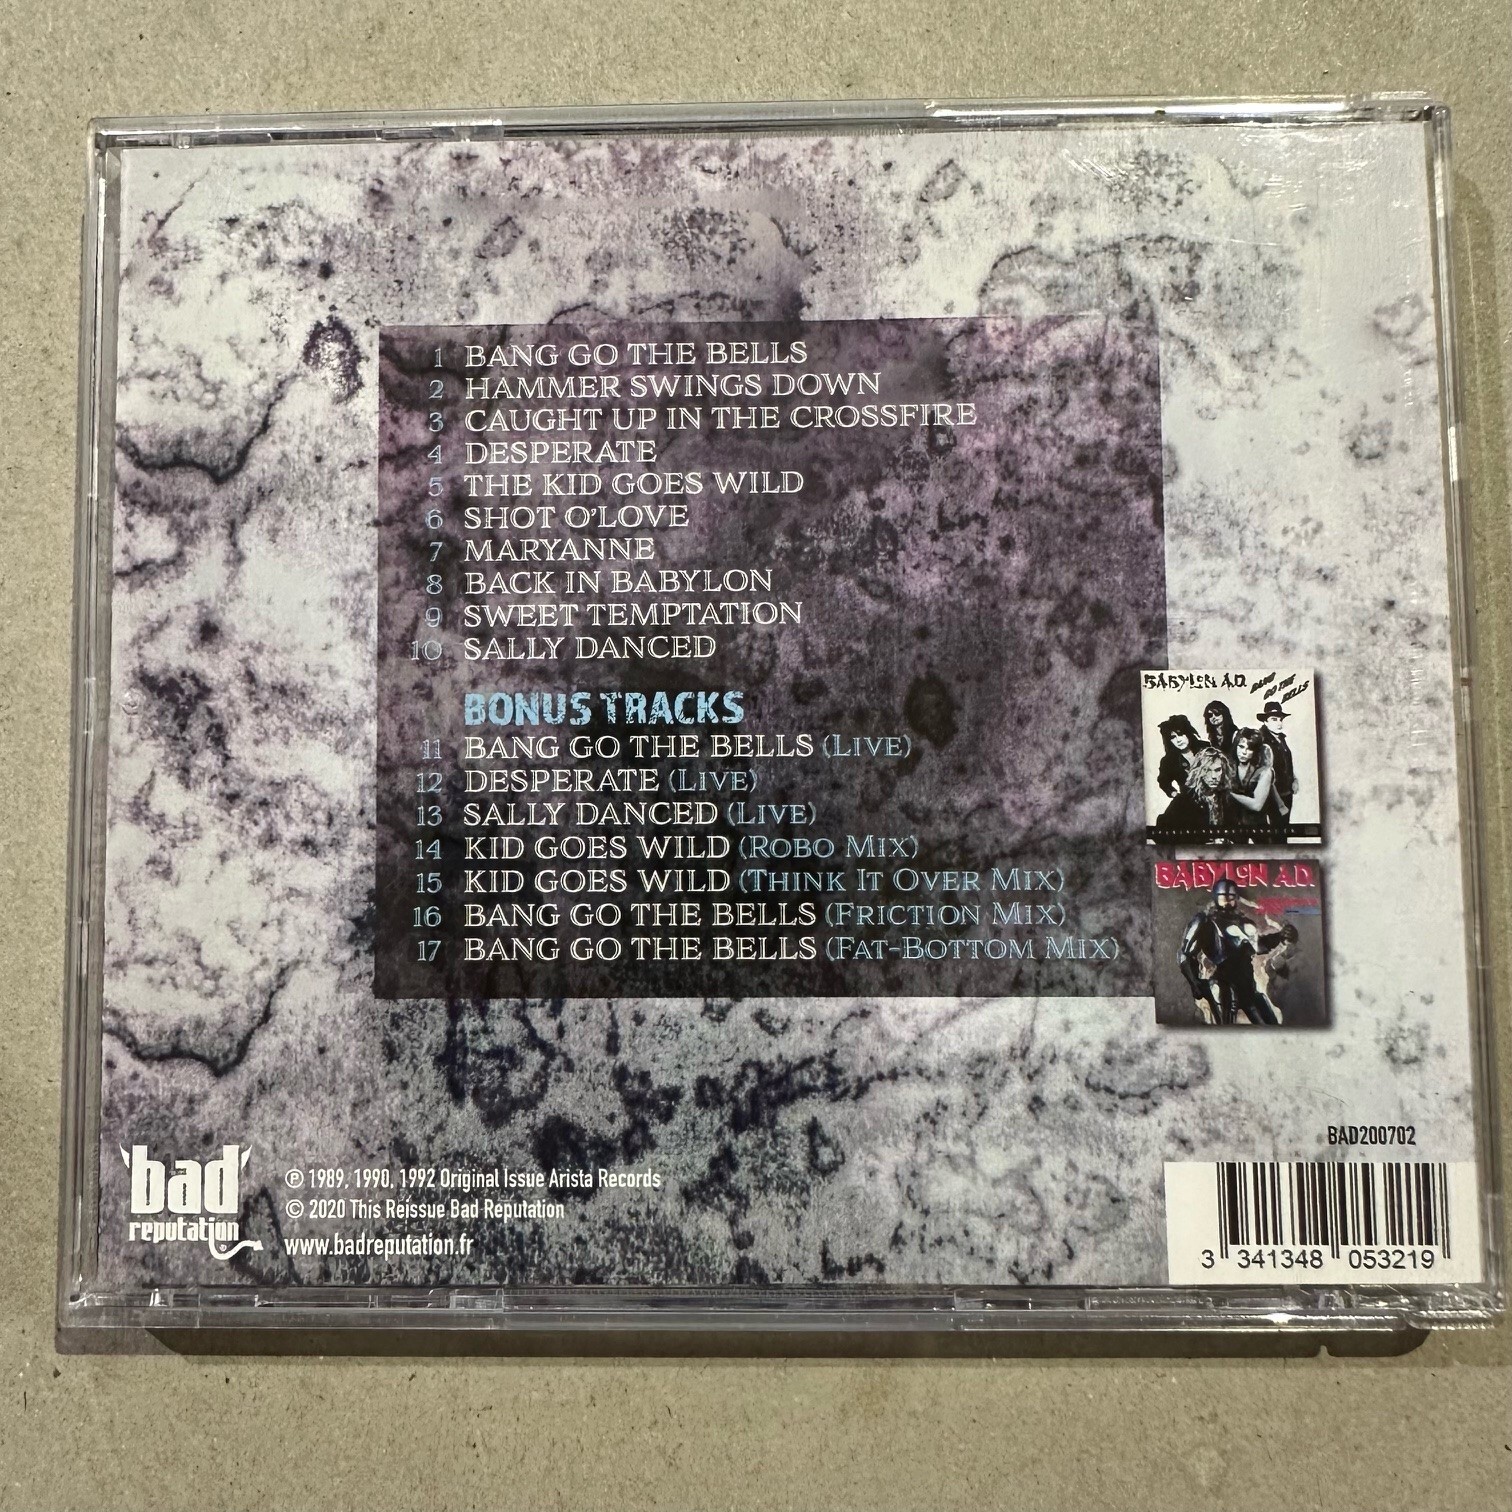 1 BANG GO THE BELLS
2 HAMMER SWINGS DOWN
3 CAUGHT UP IN THE CROSSFIRE
4 DESPERATE
5 THE KID GOES WILD
6 SHOT O'LOVE
7 MARYANNE
8 BACK IN BABYLON
9 SWEET TEMPTATION
10 SALLY DANCED
BONUS TRACKS
11 BANG GO THE BELLS (LIVE)
12 DESPERATE (LIVE)
13 SALLY DANCED (LIVE)
14 KID GOES WILD (ROBO MIX)
15 KID GOES WILD (THINK IT OVER MIX)
16 BANG GO THE BELLS (FRICTION MIX)
17 BANG GO THE BELLS (FAT-BOTTOM MIX)
BABYLON A.D. BANG
GO THE
BELLS
BABYLON A.D.
bad
reputation
℗ 1989, 1990, 1992 Original Issue Arista Records
© 2020 This Reissue Bad Reputation
www.badreputation.fr
BAD200702
3 341348 053219